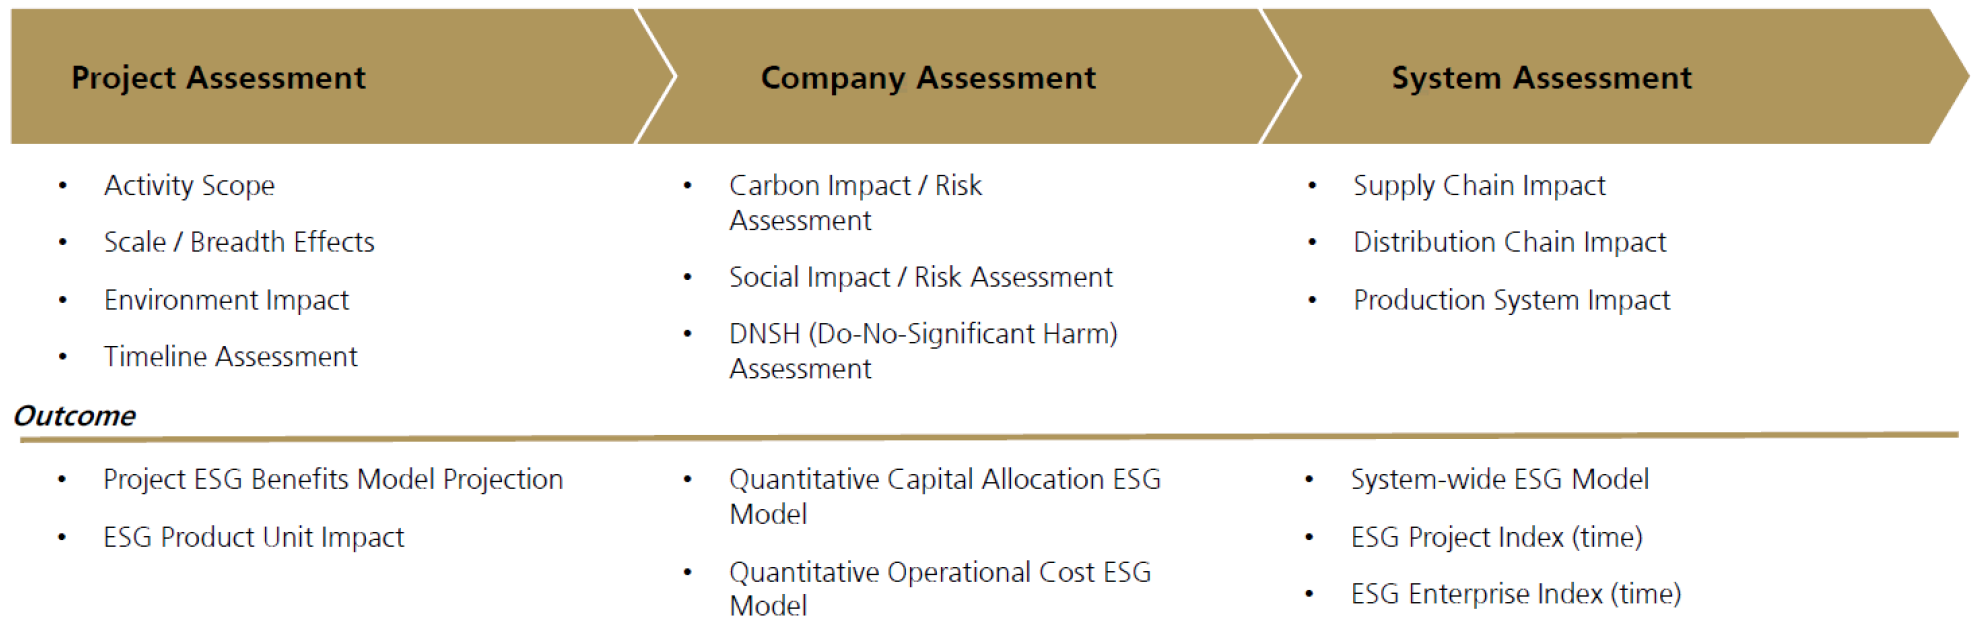 Project Assessment
Company Assessment
System Assessment
• Activity Scope
• Scale / Breadth Effects
• Environment Impact
• Timeline Assessment
• Carbon Impact / Risk
Assessment
• Social Impact / Risk Assessment
• DNSH (Do-No-Significant Harm)
Assessment
• Supply Chain Impact
• Distribution Chain Impact
• Production System Impact
Outcome
• Project ESG Benefits Model Projection
• ESG Product Unit Impact
• Quantitative Capital Allocation ESG
Model
• Quantitative Operational Cost ESG
Model
• System-wide ESG Model
• ESG Project Index (time)
• ESG Enterprise Index (time)